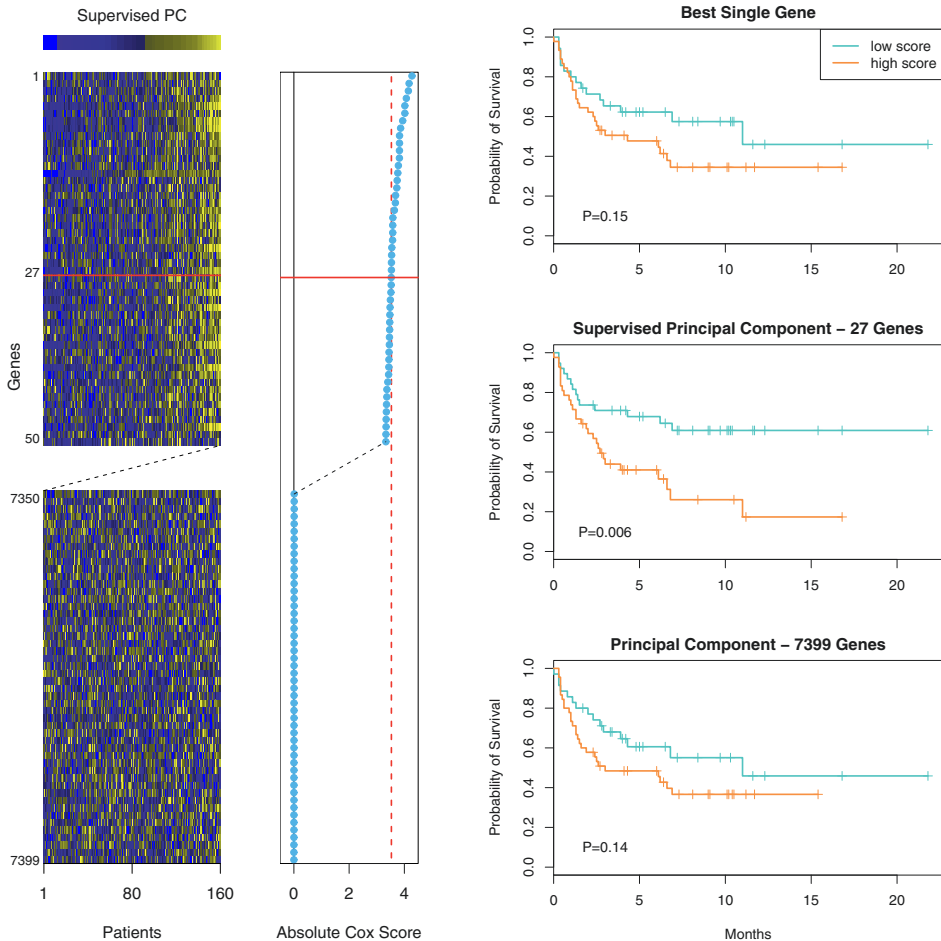 Supervised PC
Genes
1
27
50
7350
7399
1 80 160
Patients
0 2 4
Absolute Cox Score
Best Single Gene
low score
high score
Probability of Survival
0.0 0.2 0.4 0.6 0.8 1.0
P=0.15
0 5 10 15 20
Supervised Principal Component − 27 Genes
Probability of Survival
0.0 0.2 0.4 0.6 0.8 1.0
P=0.006
0 5 10 15 20
Principal Component − 7399 Genes
Probability of Survival
0.0 0.2 0.4 0.6 0.8 1.0
P=0.14
0 5 10 15 20
Months